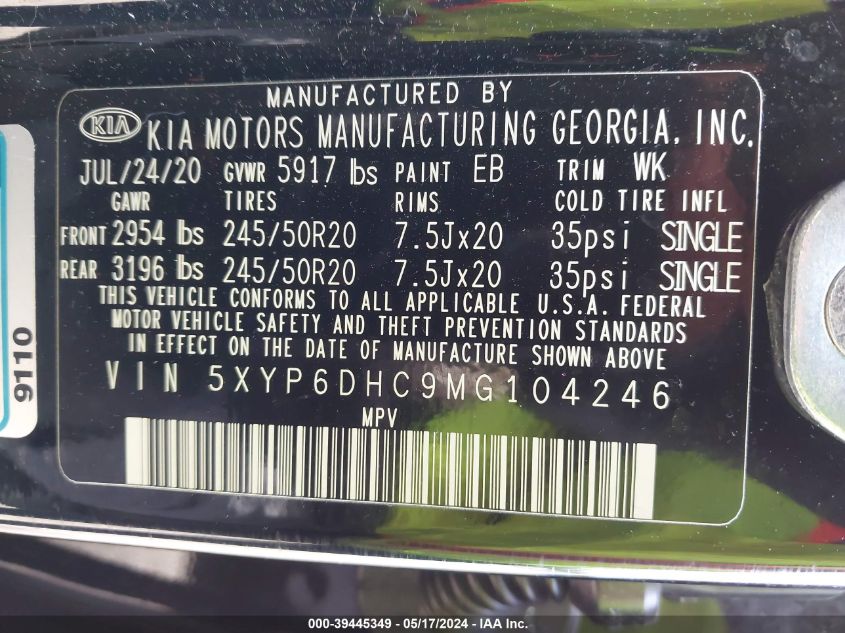 MANUFACTURED BY
KIA KIA MOTORS MANUFACTURING GEORGIA, INC.
JUL/24/20 GVWR 5917 lbs PAINT EB TRIM WK
GAWR TIRES RIMS COLD TIRE INFL
FRONT 2954 lbs 245/50R20 7.5Jx20 35psi SINGLE
REAR 3196 lbs 245/50R20 7.5Jx20 35psi SINGLE
THIS VEHICLE CONFORMS TO ALL APPLICABLE U.S.A. FEDERAL
MOTOR VEHICLE SAFETY AND THEFT PREVENTION STANDARDS
IN EFFECT ON THE DATE OF MANUFACTURE SHOWN ABOVE.
VIN 5XYP6DHC9MG104246
MPV
9110
000-39445349 - 05/17/2024 - IAA Inc.